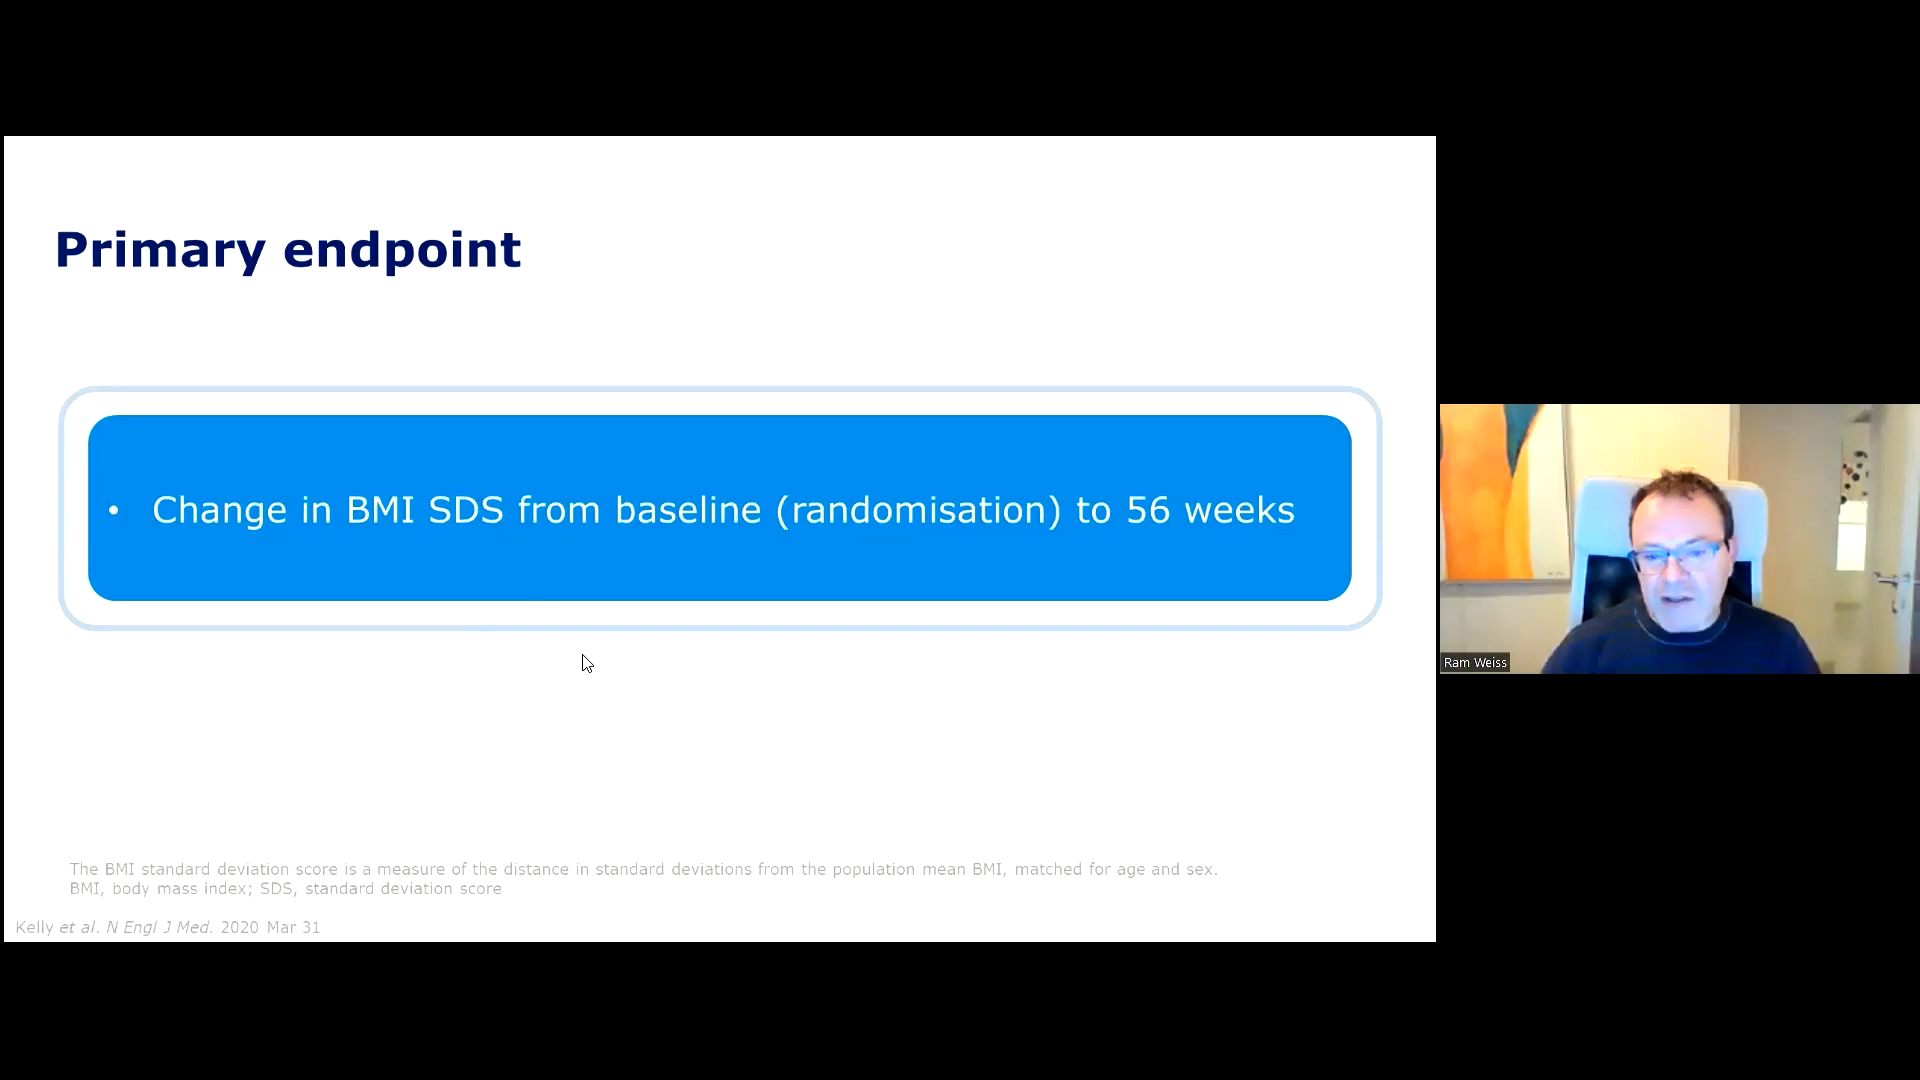 Primary endpoint
• Change in BMI SDS from baseline (randomisation) to 56 weeks
Ram Weiss
The BMI standard deviation score is a measure of the distance in standard deviations from the population mean BMI, matched for age and sex.
BMI, body mass index; SDS, standard deviation score
Kelly et al. N Engl J Med. 2020 Mar 31